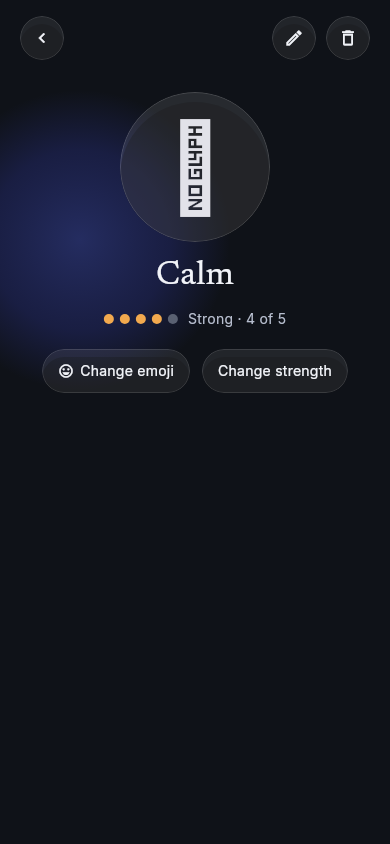 NO GLYPH
Calm
Strong · 4 of 5
Change emoji
Change strength